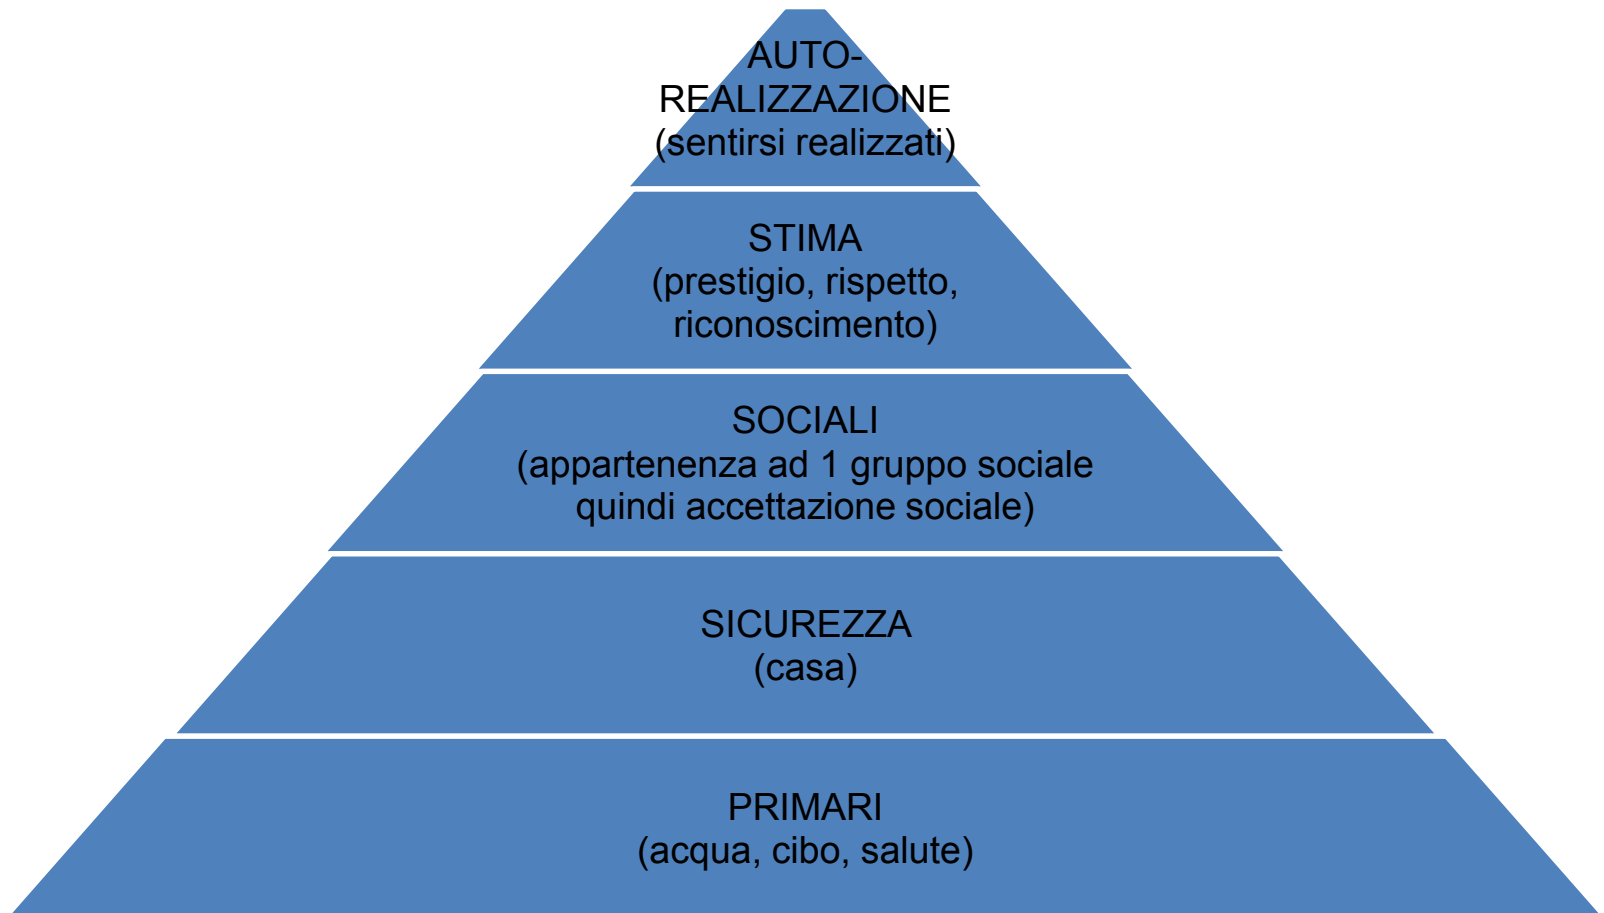 AUTO-
REALIZZAZIONE
(sentirsi realizzati)
STIMA
(prestigio, rispetto,
riconoscimento)
SOCIALI
(appartenenza ad 1 gruppo sociale
quindi accettazione sociale)
SICUREZZA
(casa)
PRIMARI
(acqua, cibo, salute)